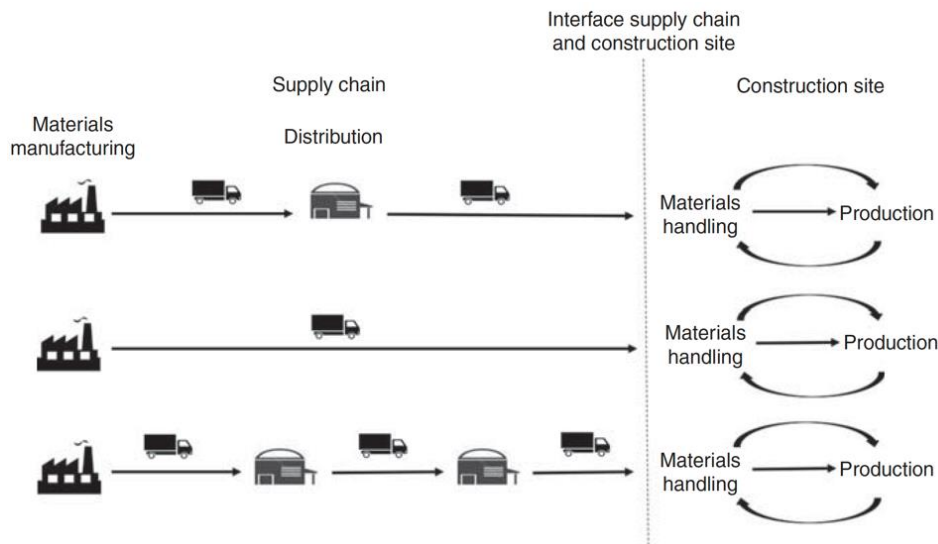 Interface supply chain
and construction site
Supply chain
Construction site
Materials
manufacturing
Distribution
Materials
handling
Production
Materials
handling
Production
Materials
handling
Production